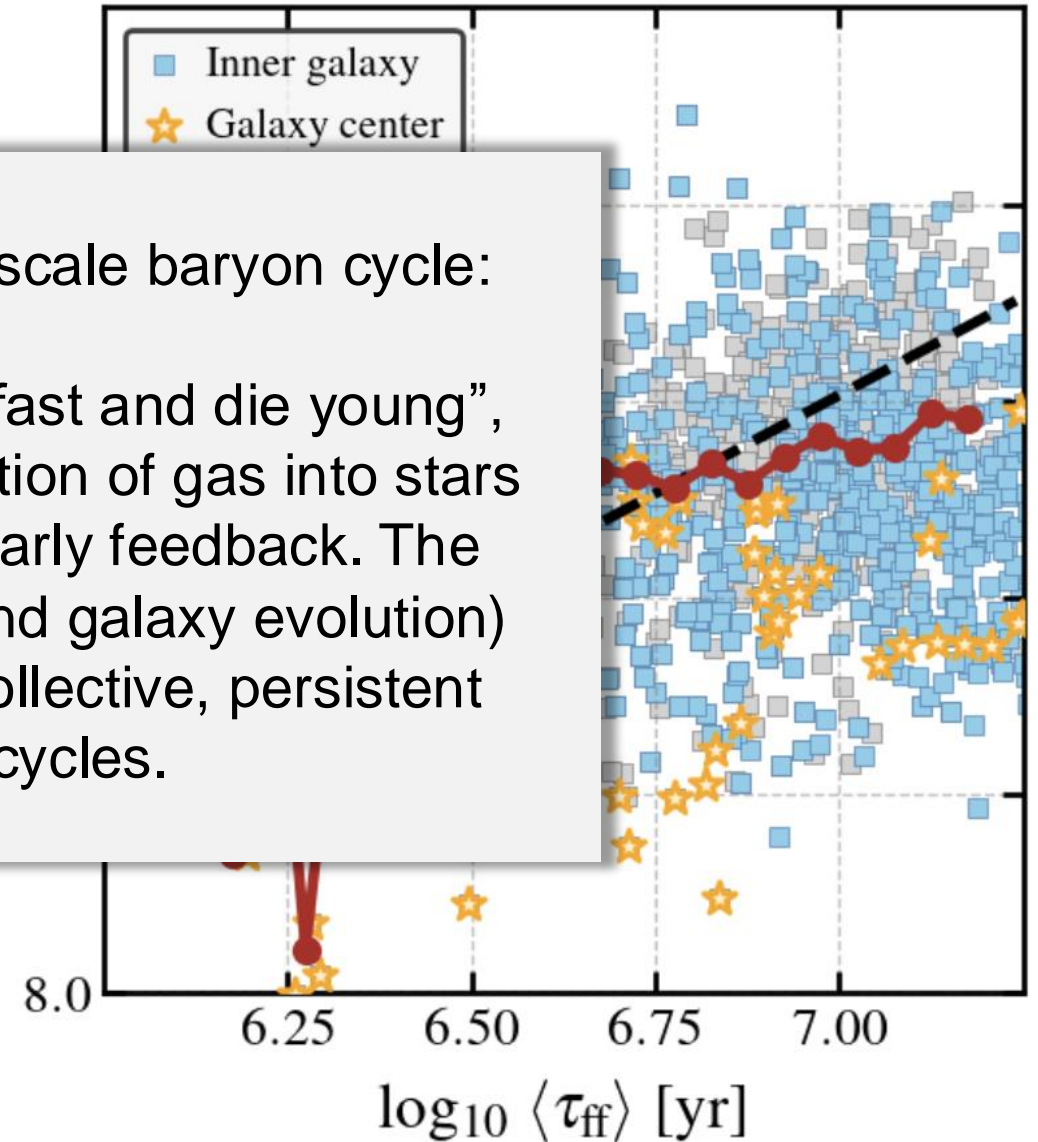 Inner galaxy
Galaxy center
scale baryon cycle:
fast and die young”,
tion of gas into stars
arly feedback. The
nd galaxy evolution)
ollective, persistent
cycles.
8.0
6.25 6.50 6.75 7.00
log₁₀ ⟨τff⟩ [yr]